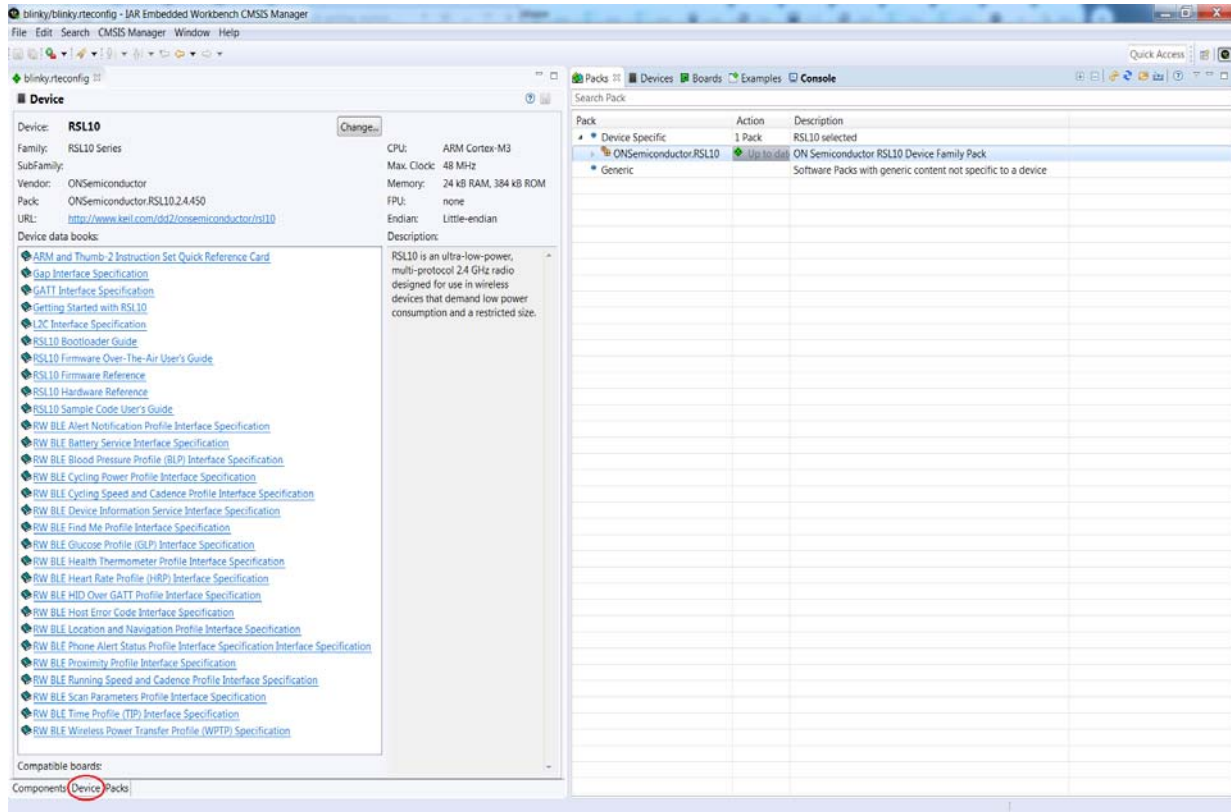 blinky/blinky.rteconfig - IAR Embedded Workbench CMSIS Manager
File Edit Search CMSIS Manager Window Help
Quick Access
blinky.rteconfig
Device
Device: RSL10 Change...
Family: RSL10 Series
SubFamily:
Vendor: ONSemiconductor
Pack: ONSemiconductor.RSL10.2.4.450
URL: http://www.keil.com/dd2/onsemiconductor/rsl10
CPU: ARM Cortex-M3
Max. Clock: 48 MHz
Memory: 24 kB RAM, 384 kB ROM
FPU: none
Endian: Little-endian
Device data books:
ARM and Thumb-2 Instruction Set Quick Reference Card
Gap Interface Specification
GATT Interface Specification
Getting Started with RSL10
L2C Interface Specification
RSL10 Bootloader Guide
RSL10 Firmware Over-The-Air User's Guide
RSL10 Firmware Reference
RSL10 Hardware Reference
RSL10 Sample Code User's Guide
RW BLE Alert Notification Profile Interface Specification
RW BLE Battery Service Interface Specification
RW BLE Blood Pressure Profile (BLP) Interface Specification
RW BLE Cycling Power Profile Interface Specification
RW BLE Cycling Speed and Cadence Profile Interface Specification
RW BLE Device Information Service Interface Specification
RW BLE Find Me Profile Interface Specification
RW BLE Glucose Profile (GLP) Interface Specification
RW BLE Health Thermometer Profile Interface Specification
RW BLE Heart Rate Profile (HRP) Interface Specification
RW BLE HID Over GATT Profile Interface Specification
RW BLE Host Error Code Interface Specification
RW BLE Location and Navigation Profile Interface Specification
RW BLE Phone Alert Status Profile Interface Specification Interface Specification
RW BLE Proximity Profile Interface Specification
RW BLE Running Speed and Cadence Profile Interface Specification
RW BLE Scan Parameters Profile Interface Specification
RW BLE Time Profile (TIP) Interface Specification
RW BLE Wireless Power Transfer Profile (WPTP) Specification
Description:
RSL10 is an ultra-low-power,
multi-protocol 2.4 GHz radio
designed for use in wireless
devices that demand low power
consumption and a restricted size.
Compatible boards:
Components Device Packs
Packs Devices Boards Examples Console
Search Pack
Pack Action Description
Device Specific 1 Pack RSL10 selected
ONSemiconductor.RSL10 Up to dat ON Semiconductor RSL10 Device Family Pack
Generic Software Packs with generic content not specific to a device